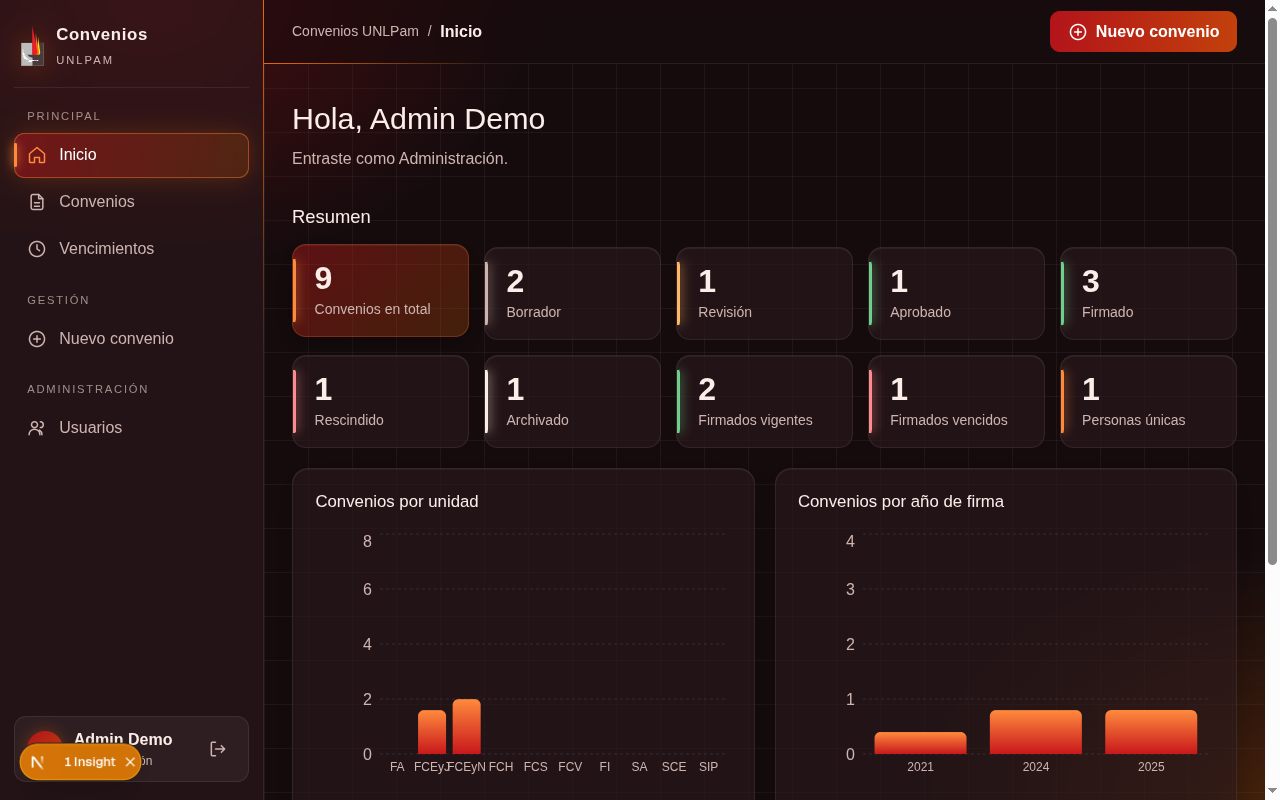 Convenios
UNLPAM
PRINCIPAL
Inicio
Convenios
Vencimientos
GESTIÓN
Nuevo convenio
ADMINISTRACIÓN
Usuarios
Admin Demo
1 Insight
Convenios UNLPam / Inicio
Nuevo convenio
Hola, Admin Demo
Entraste como Administración.
Resumen
9
Convenios en total
2
Borrador
1
Revisión
1
Aprobado
3
Firmado
1
Rescindido
1
Archivado
2
Firmados vigentes
1
Firmados vencidos
1
Personas únicas
Convenios por unidad
8
6
4
2
0
FA FCEyJ FCEyN FCH FCS FCV FI SA SCE SIP
Convenios por año de firma
4
3
2
1
0
2021 2024 2025